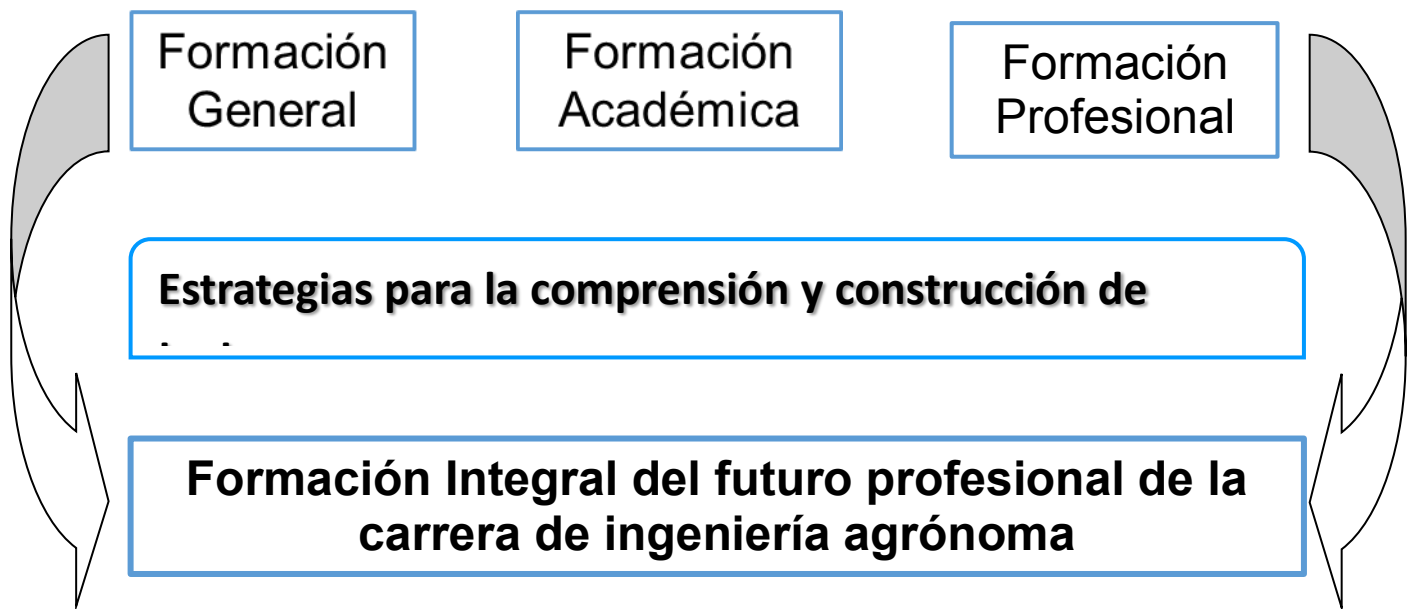 Formación
General
Formación
Académica
Formación
Profesional
Estrategias para la comprensión y construcción de
Formación Integral del futuro profesional de la
carrera de ingeniería agrónoma